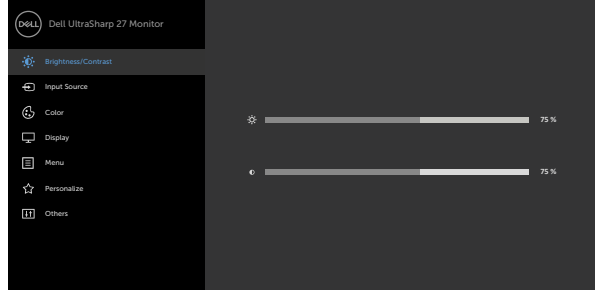 DELL
Dell UltraSharp 27 Monitor
Brightness/Contrast
Input Source
Color
75 %
Display
Menu
75 %
Personalize
Others